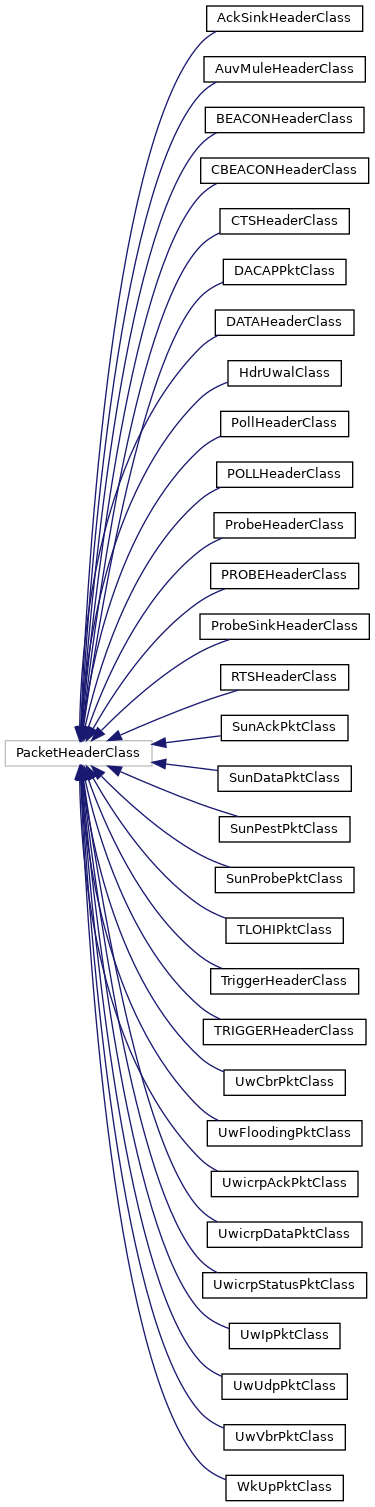 AckSinkHeaderClass
AuvMuleHeaderClass
BEACONHeaderClass
CBEACONHeaderClass
CTSHeaderClass
DACAPPktClass
DATAHeaderClass
HdrUwalClass
PollHeaderClass
POLLHeaderClass
ProbeHeaderClass
PROBEHeaderClass
ProbeSinkHeaderClass
RTSHeaderClass
SunAckPktClass
PacketHeaderClass
SunDataPktClass
SunPestPktClass
SunProbePktClass
TLOHIPktClass
TriggerHeaderClass
TRIGGERHeaderClass
UwCbrPktClass
UwFloodingPktClass
UwicrpAckPktClass
UwicrpDataPktClass
UwicrpStatusPktClass
UwIpPktClass
UwUdpPktClass
UwVbrPktClass
WkUpPktClass